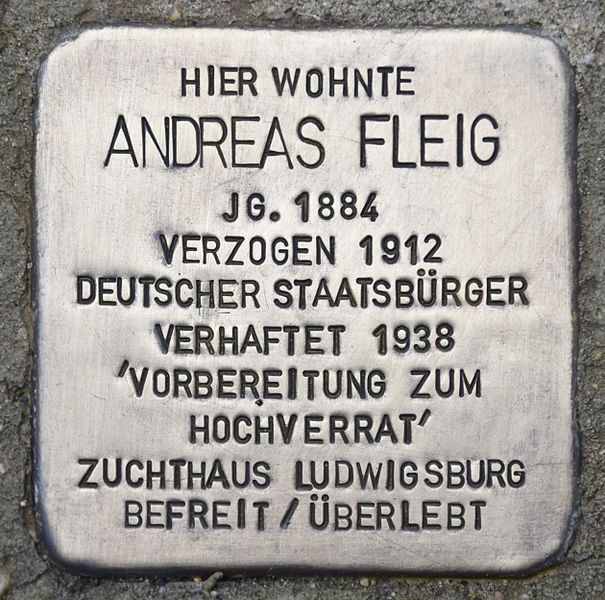 HIER WOHNTE
ANDREAS FLEIG
JG. 1884
VERZOGEN 1912
DEUTSCHER STAATSBÜRGER
VERHAFTET 1938
'VORBEREITUNG ZUM
HOCHVERRAT'
ZUCHTHAUS LUDWIGSBURG
BEFREIT / ÜBERLEBT